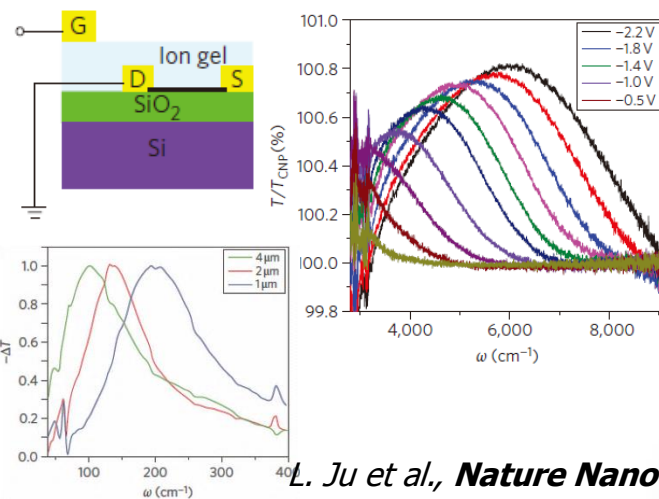 G
Ion gel
D
S
SiO₂
Si
101.0
100.8
100.6
100.4
100.2
100.0
99.8
T/T_CNP (%)
−2.2 V
−1.8 V
−1.4 V
−1.0 V
−0.5 V
4,000
6,000
8,000
ω (cm⁻¹)
1.0
0.8
0.6
0.4
0.2
0.0
−ΔT
4 μm
2 μm
1 μm
100
200
300
400
ω (cm⁻¹)
L. Ju et al., Nature Nano